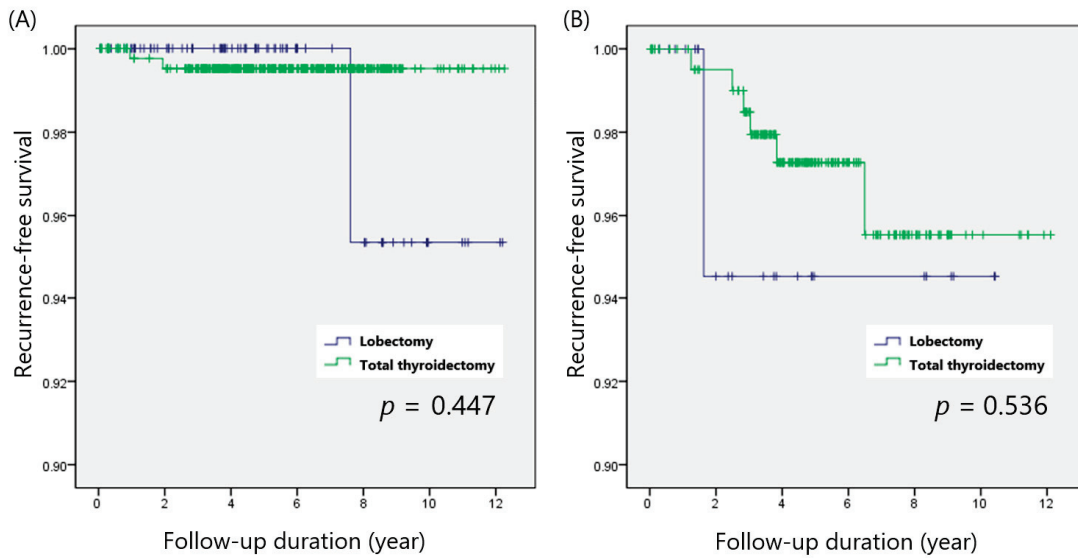 (A)
Recurrence-free survival
1.00
0.98
0.96
0.94
0.92
0.90
Lobectomy
Total thyroidectomy
p = 0.447
0 2 4 6 8 10 12
Follow-up duration (year)
(B)
Recurrence-free survival
1.00
0.98
0.96
0.94
0.92
0.90
Lobectomy
Total thyroidectomy
p = 0.536
0 2 4 6 8 10 12
Follow-up duration (year)